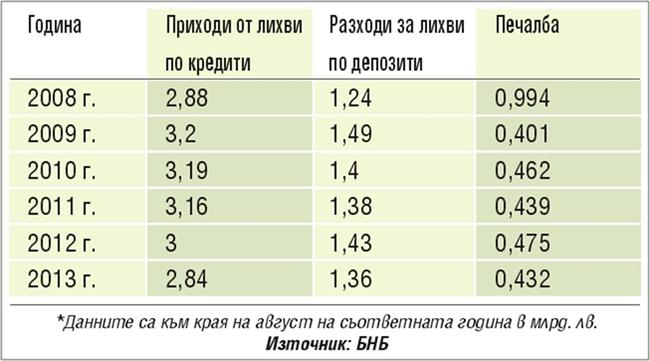 Година Приходи от лихви Разходи за лихви Печалба
по кредити по депозити
2008 г. 2,88 1,24 0,994
2009 г. 3,2 1,49 0,401
2010 г. 3,19 1,4 0,462
2011 г. 3,16 1,38 0,439
2012 г. 3 1,43 0,475
2013 г. 2,84 1,36 0,432
*Данните са към края на август на съответната година в млрд. лв.
Източник: БНБ